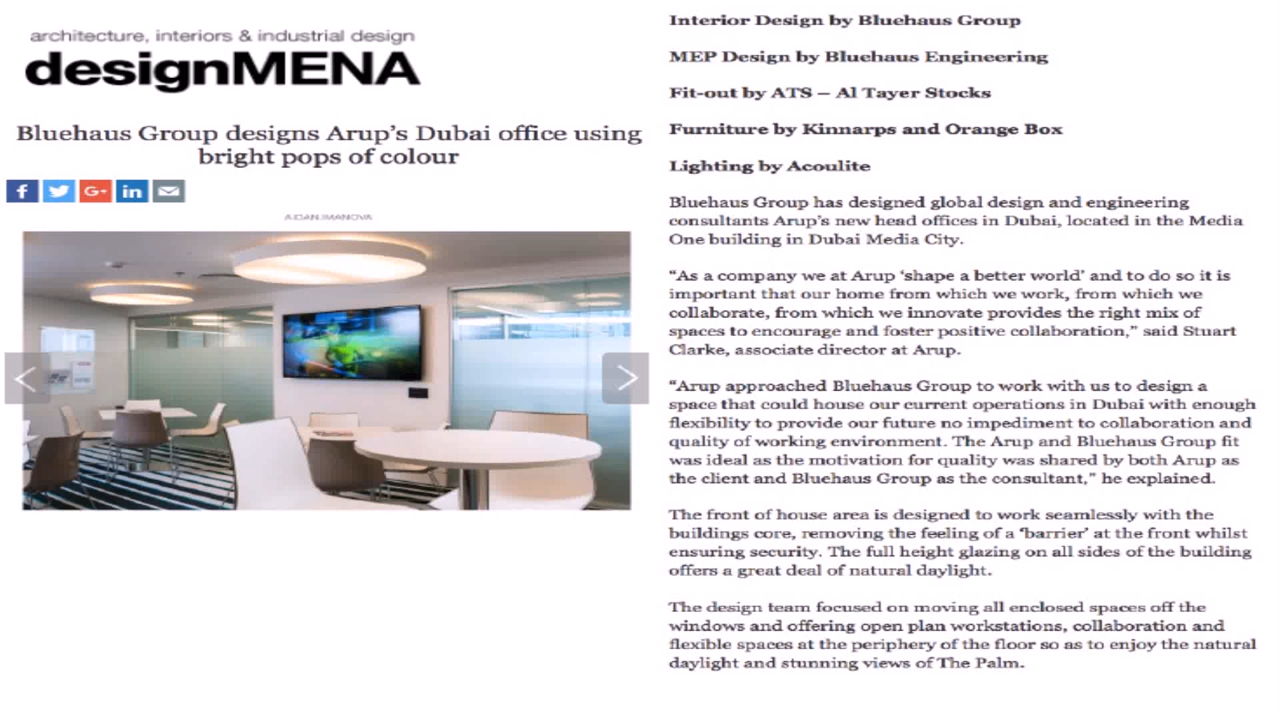 architecture, interiors & industrial design
designMENA
Bluehaus Group designs Arup's Dubai office using
bright pops of colour
f G+ in
AIDAN IMANOVA
Interior Design by Bluehaus Group
MEP Design by Bluehaus Engineering
Fit-out by ATS – Al Tayer Stocks
Furniture by Kinnarps and Orange Box
Lighting by Acoulite
Bluehaus Group has designed global design and engineering
consultants Arup's new head offices in Dubai, located in the Media
One building in Dubai Media City.
“As a company we at Arup ‘shape a better world’ and to do so it is
important that our home from which we work, from which we
collaborate, from which we innovate provides the right mix of
spaces to encourage and foster positive collaboration,” said Stuart
Clarke, associate director at Arup.
“Arup approached Bluehaus Group to work with us to design a
space that could house our current operations in Dubai with enough
flexibility to provide our future no impediment to collaboration and
quality of working environment. The Arup and Bluehaus Group fit
was ideal as the motivation for quality was shared by both Arup as
the client and Bluehaus Group as the consultant,” he explained.
The front of house area is designed to work seamlessly with the
buildings core, removing the feeling of a ‘barrier’ at the front whilst
ensuring security. The full height glazing on all sides of the building
offers a great deal of natural daylight.
The design team focused on moving all enclosed spaces off the
windows and offering open plan workstations, collaboration and
flexible spaces at the periphery of the floor so as to enjoy the natural
daylight and stunning views of The Palm.